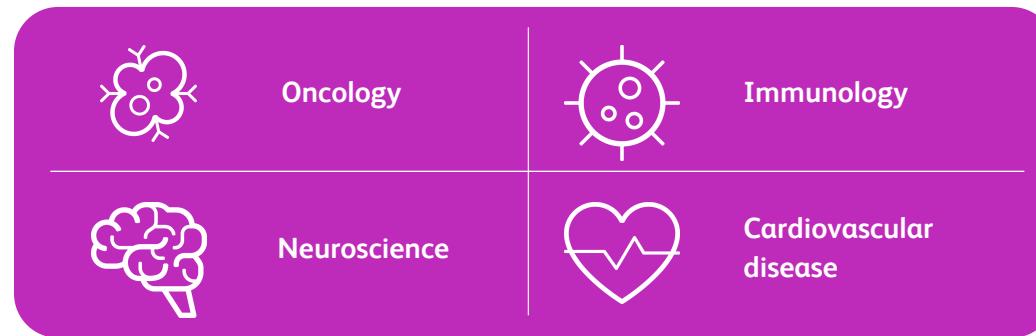 Oncology
Immunology
Neuroscience
Cardiovascular
disease